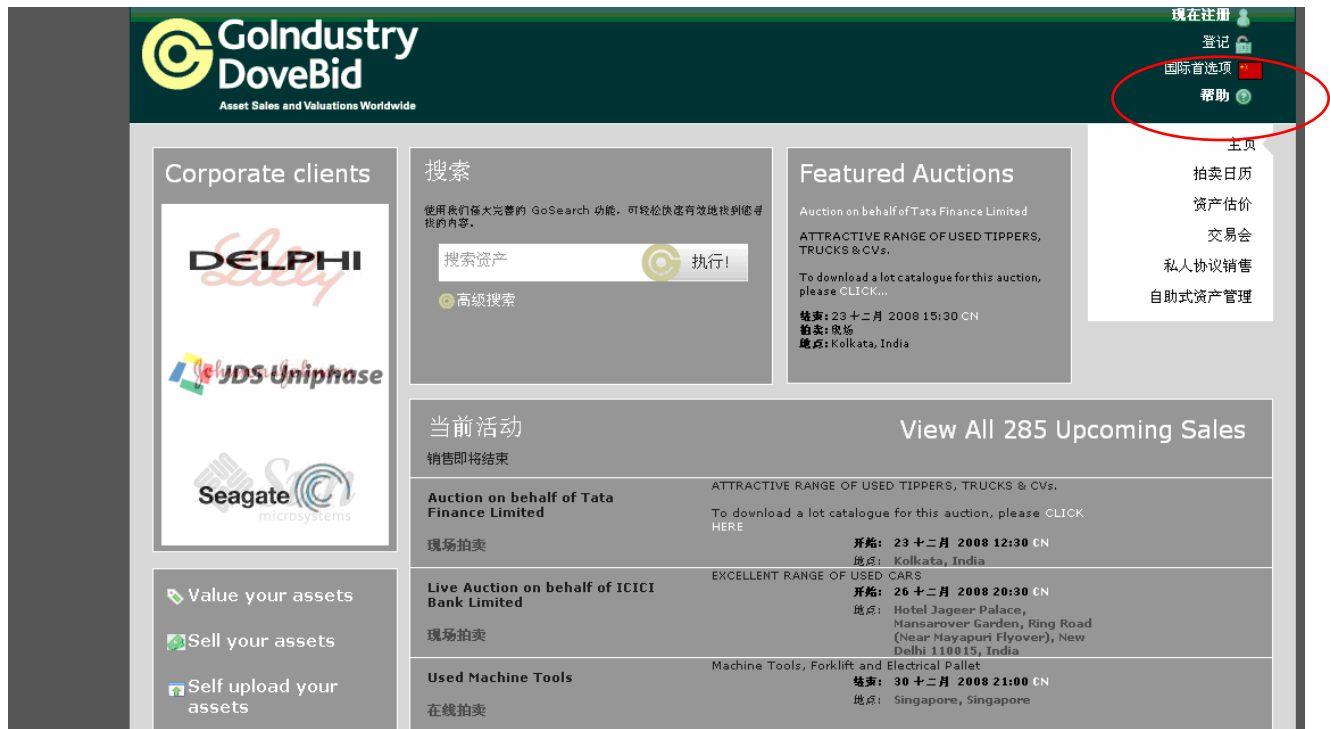 现在注册
登记
国际首选项
帮助
GoIndustry
DoveBid
Asset Sales and Valuations Worldwide
主页
拍卖日历
资产估价
交易会
私人协议销售
自助式资产管理
Corporate clients
DELPHI
Lilly
JDS Uniphase
Johnson & Johnson
Seagate
Sun
microsystems
搜索
使用我们强大完善的 GoSearch 功能，可轻松快速有效地找到您寻
找的内容。
搜索资产
执行!
高级搜索
Featured Auctions
Auction on behalf of Tata Finance Limited
ATTRACTIVE RANGE OF USED TIPPERS,
TRUCKS & CVs.
To download a lot catalogue for this auction,
please CLICK...
结束: 23 十二月 2008 15:30 CN
拍卖: 现场
地点: Kolkata, India
当前活动
View All 285 Upcoming Sales
销售即将结束
Auction on behalf of Tata
Finance Limited
现场拍卖
ATTRACTIVE RANGE OF USED TIPPERS, TRUCKS & CVs.
To download a lot catalogue for this auction, please CLICK
HERE
开始: 23 十二月 2008 12:30 CN
地点: Kolkata, India
Live Auction on behalf of ICICI
Bank Limited
现场拍卖
EXCELLENT RANGE OF USED CARS
开始: 26 十二月 2008 20:30 CN
地点: Hotel Jageer Palace,
Mansarover Garden, Ring Road
(Near Mayapuri Flyover), New
Delhi 110015, India
Used Machine Tools
在线拍卖
Machine Tools, Forklift and Electrical Pallet
结束: 30 十二月 2008 21:00 CN
地点: Singapore, Singapore
Value your assets
Sell your assets
Self upload your
assets